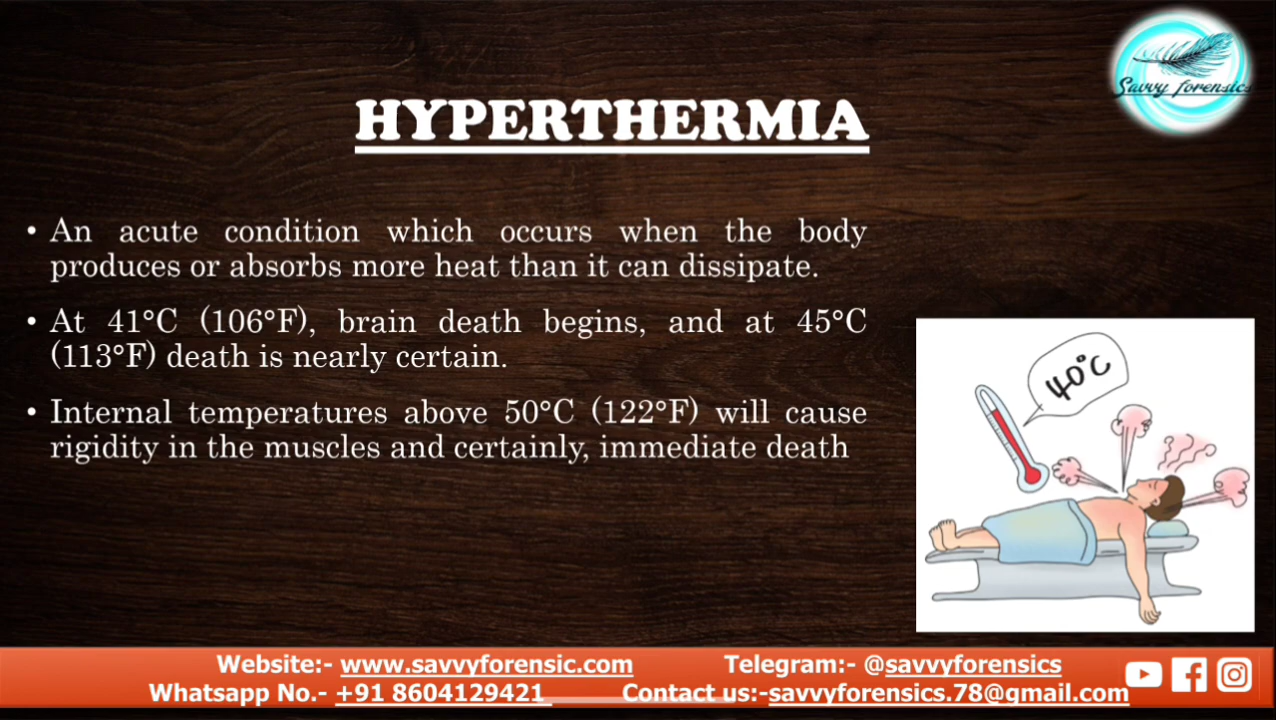 Savvy forensics
HYPERTHERMIA
• An acute condition which occurs when the body
produces or absorbs more heat than it can dissipate.
• At 41°C (106°F), brain death begins, and at 45°C
(113°F) death is nearly certain.
• Internal temperatures above 50°C (122°F) will cause
rigidity in the muscles and certainly, immediate death
40°C
Website:- www.savvyforensic.com Telegram:- @savvyforensics
Whatsapp No.- +91 8604129421 Contact us:-savvyforensics.78@gmail.com